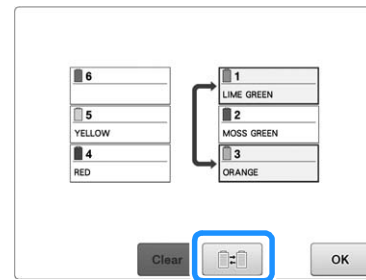 6
1
LIME GREEN
5
YELLOW
2
MOSS GREEN
4
RED
3
ORANGE
Clear
OK